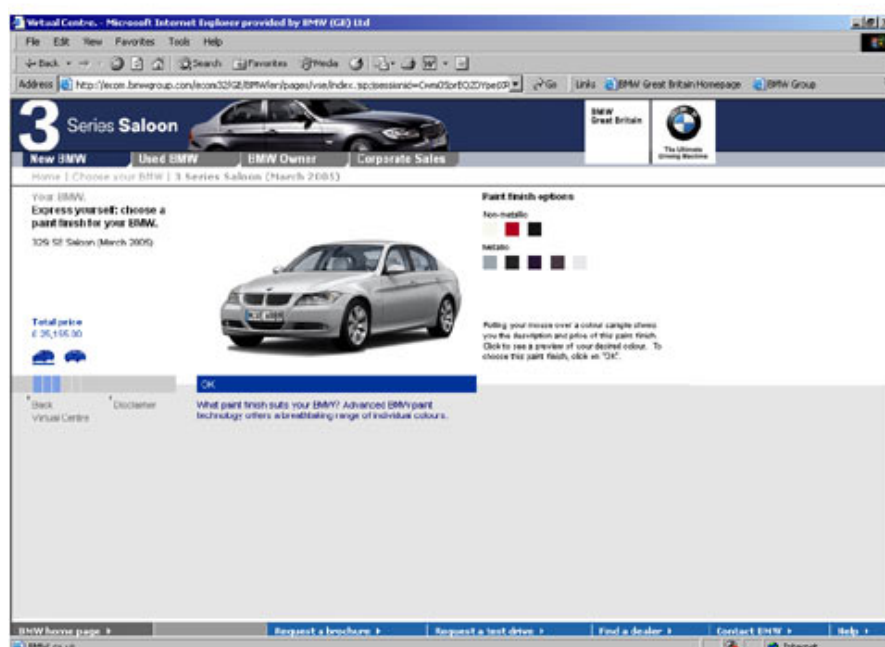 Virtual Centre. - Microsoft Internet Explorer provided by BMW (GB) Ltd
File Edit View Favorites Tools Help
Back Search Favorites Media
Address Go Links BMW Great Britain Homepage BMW Group
3 Series Saloon
BMW
Great Britain
The Ultimate
Driving Machine
New BMW Used BMW BMW Owner Corporate Sales
Home | Choose your BMW | 3 Series Saloon (March 2005)
Your BMW.
Express yourself: choose a
paint finish for your BMW.
SE Saloon (March 2005)
Total price
Paint finish options
Non-metallic
Metallic
Putting your mouse over a colour sample shows
you the description and price of this paint finish.
Click to see a preview of your desired colour. To
choose this paint finish, click on "OK".
OK
What paint finish suits your BMW? Advanced BMW paint
technology offers a breathtaking range of individual colours.
Back
Virtual Centre
Disclaimer
BMW home page Request a brochure Request a test drive Find a dealer Contact BMW Help
Internet